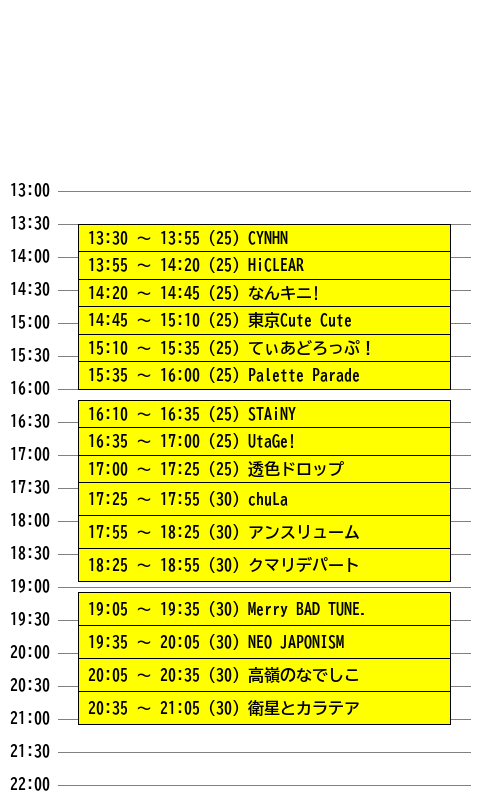 13:00
13:30
13:30 ～ 13:55 (25) CYNHN
14:00
13:55 ～ 14:20 (25) HiCLEAR
14:30
14:20 ～ 14:45 (25) なんキニ!
15:00
14:45 ～ 15:10 (25) 東京Cute Cute
15:30
15:10 ～ 15:35 (25) てぃあどろっぷ！
16:00
15:35 ～ 16:00 (25) Palette Parade
16:30
16:10 ～ 16:35 (25) STAiNY
16:35 ～ 17:00 (25) UtaGe!
17:00
17:00 ～ 17:25 (25) 透色ドロップ
17:30
17:25 ～ 17:55 (30) chuLa
18:00
17:55 ～ 18:25 (30) アンスリューム
18:30
18:25 ～ 18:55 (30) クマリデパート
19:00
19:05 ～ 19:35 (30) Merry BAD TUNE.
19:30
19:35 ～ 20:05 (30) NEO JAPONISM
20:00
20:05 ～ 20:35 (30) 高嶺のなでしこ
20:30
20:35 ～ 21:05 (30) 衛星とカラテア
21:00
21:30
22:00